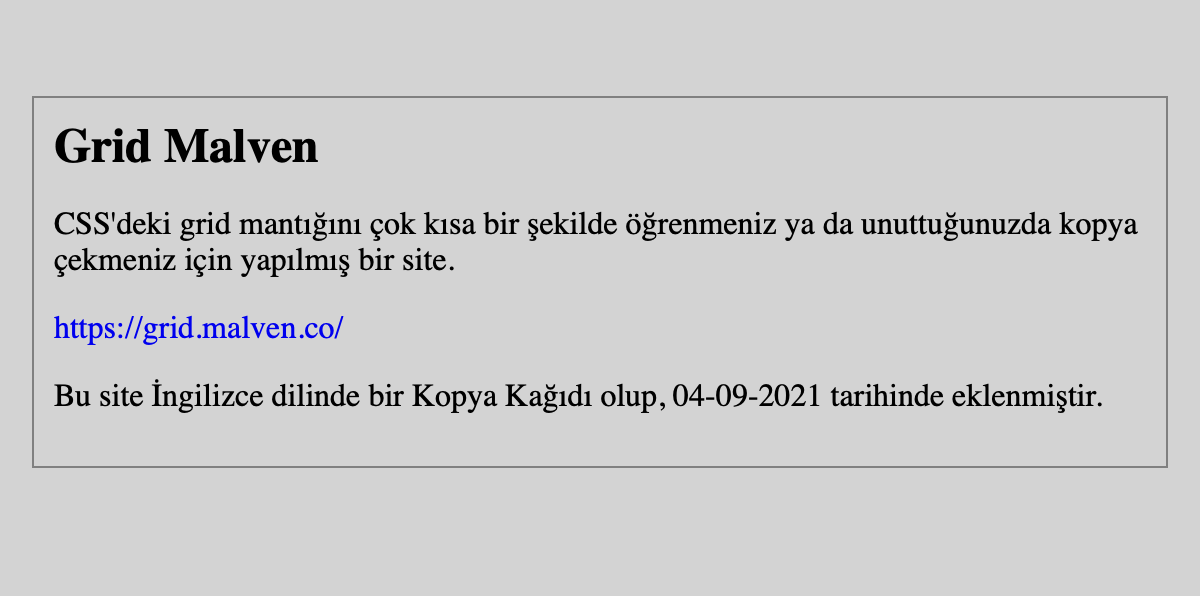 Grid Malven
CSS'deki grid mantığını çok kısa bir şekilde öğrenmeniz ya da unuttuğunuzda kopya
çekmeniz için yapılmış bir site.
https://grid.malven.co/
Bu site İngilizce dilinde bir Kopya Kağıdı olup, 04-09-2021 tarihinde eklenmiştir.